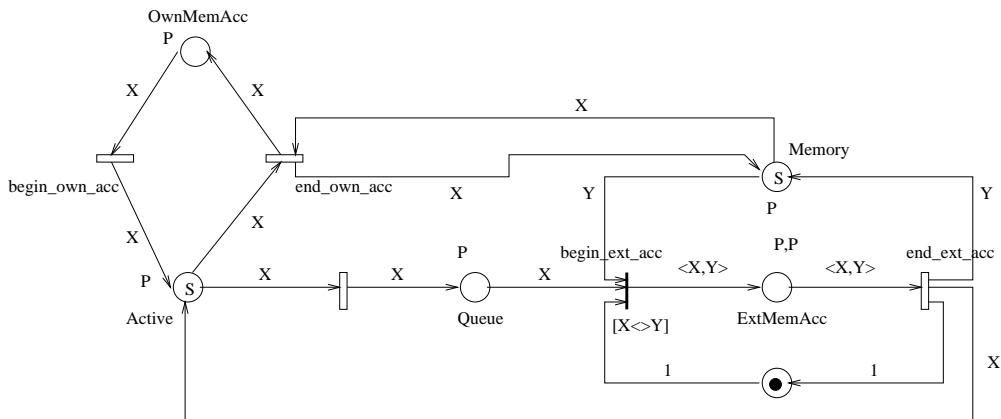 OwnMemAcc
P
X
X
X
Memory
begin_own_acc
end_own_acc
X
S
Y
Y
P
X
X
begin_ext_acc
P,P
end_ext_acc
P
X
X
P
X
<X,Y>
<X,Y>
S
Active
Queue
[X<>Y]
ExtMemAcc
1
1
X